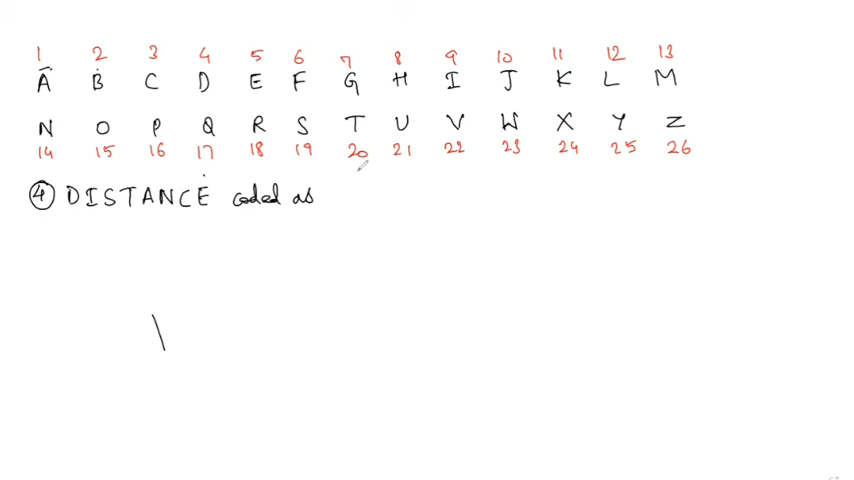 1 2 3 4 5 6 7 8 9 10 11 12 13
A B C D E F G H I J K L M
N O P Q R S T U V W X Y Z
14 15 16 17 18 19 20 21 22 23 24 25 26
④ DISTANCE coded as